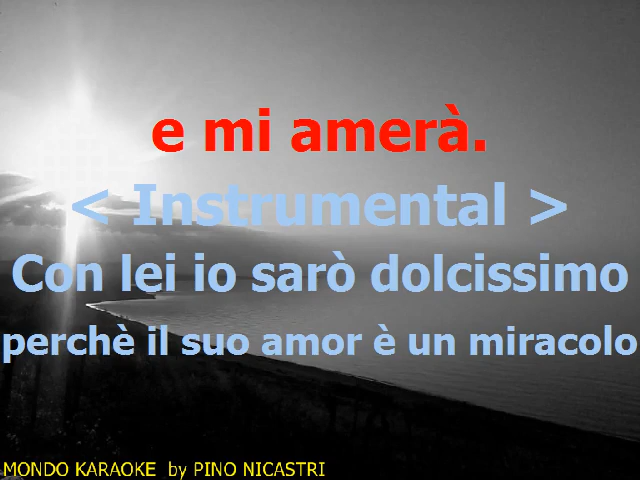 e mi amerà.
< Instrumental >
Con lei io sarò dolcissimo
perchè il suo amor è un miracolo
MONDO KARAOKE by PINO NICASTRI